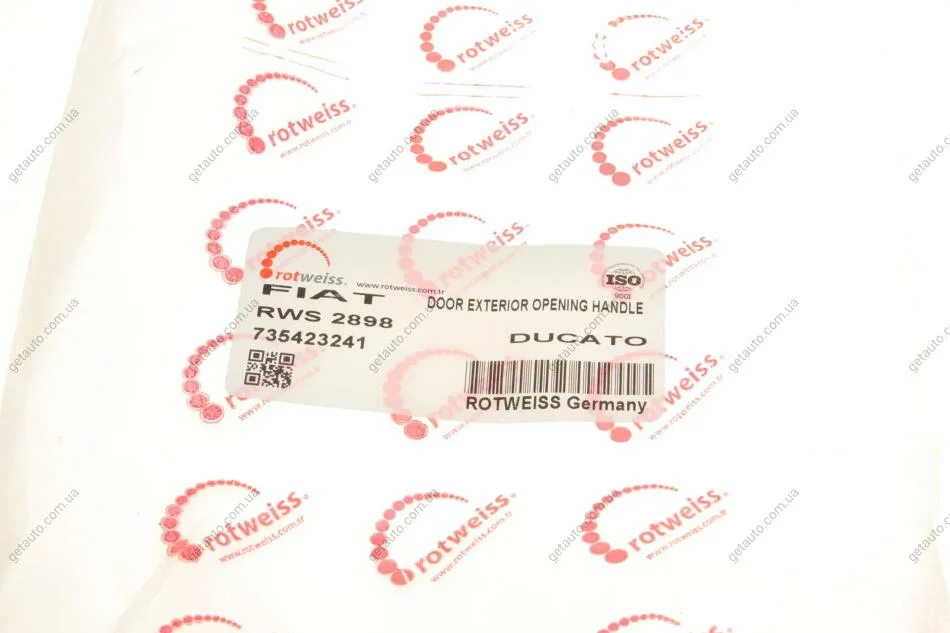 rotweiss®
www.rotweiss.com.tr
FIAT
DOOR EXTERIOR OPENING HANDLE
ISO
9001
RWS 2898
DUCATO
735423241
ROTWEISS Germany
rotweiss®
www.rotweiss.com.tr
getauto.com.ua